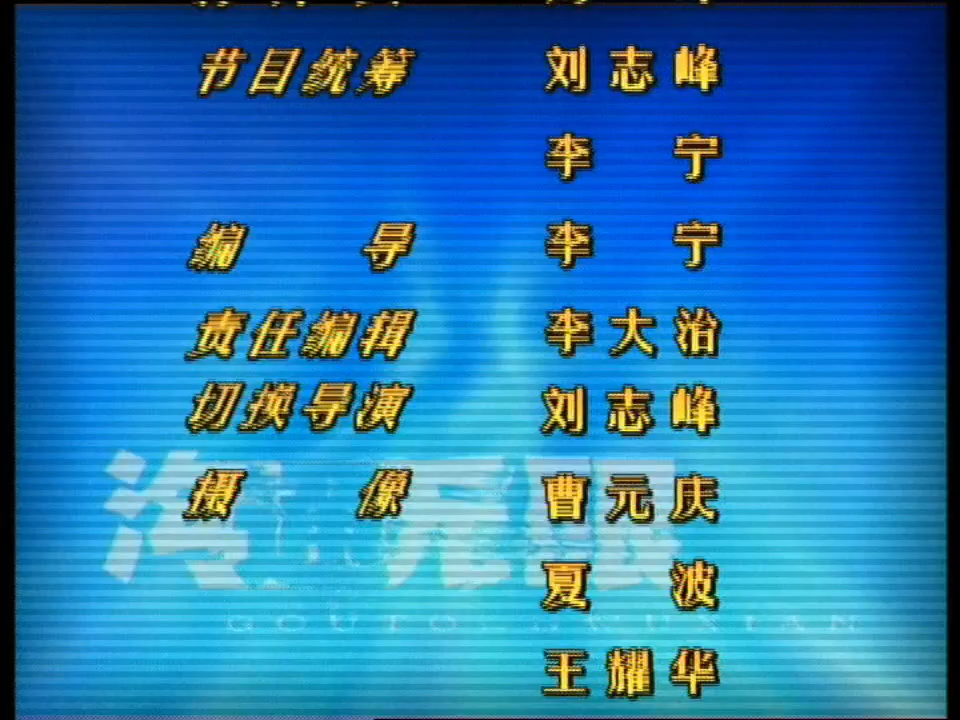 节目统筹 刘志峰
李宁
编导 李宁
责任编辑 李大治
切换导演 刘志峰
摄像 曹元庆
夏波
王耀华